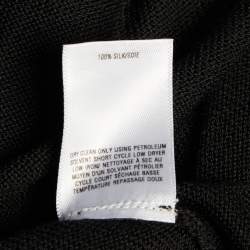 100% SILK/SOIE
DRY CLEAN ONLY USING PETROLEUM
SOLVENT SHORT CYCLE LOW DRYER
LOW IRON/ NETTOYAGE À SEC AU
MOYEN D'UN SOLVANT PÉTROLE
COURT CYCLE SÉCHAGE BASSE
TEMPÉRATURE REPASSAGE DOUX